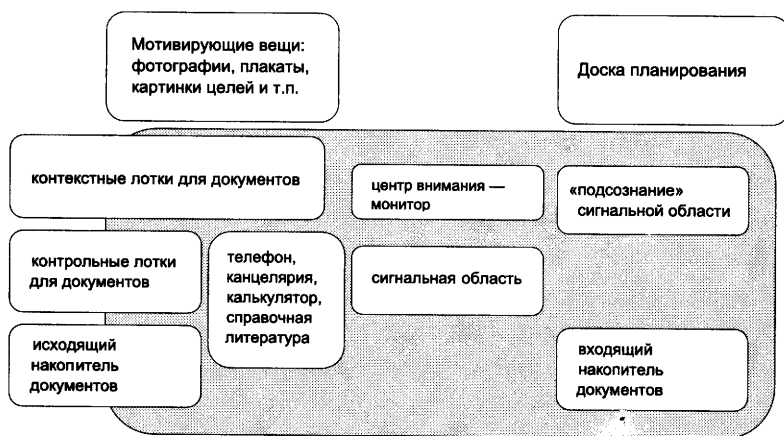 Мотивирующие вещи:
фотографии, плакаты,
картинки целей и т.п.
Доска планирования
контекстные лотки для документов
центр внимания —
монитор
«подсознание»
сигнальной области
контрольные лотки
для документов
телефон,
канцелярия,
калькулятор,
справочная
литература
сигнальная область
исходящий
накопитель
документов
входящий
накопитель
документов